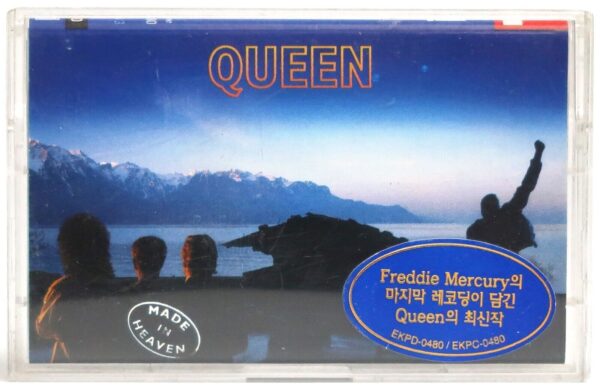 QUEEN
MADE
IN
HEAVEN
Freddie Mercury의
마지막 레코딩이 담긴
Queen의 최신작
EKPD-0480 / EKPC-0480